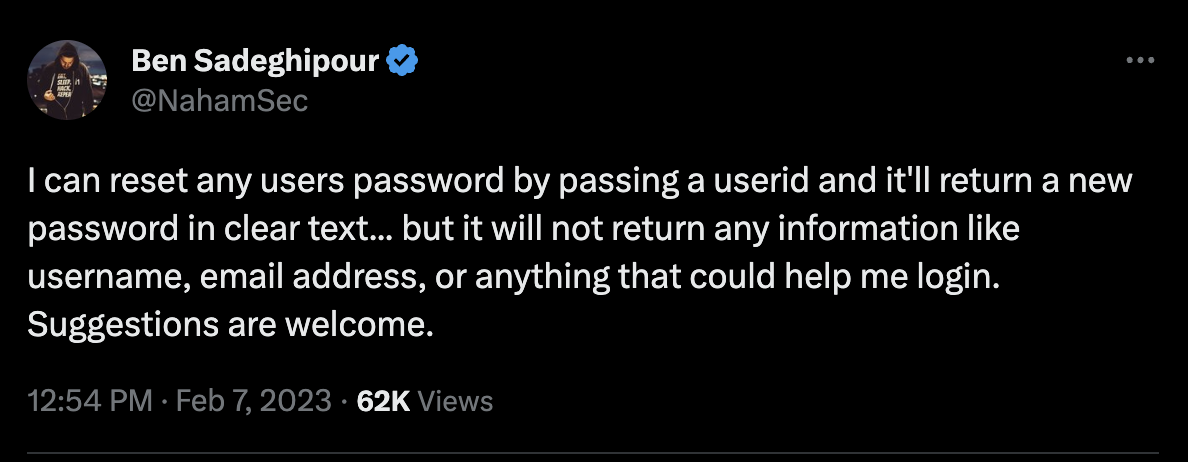 Ben Sadeghipour
@NahamSec
I can reset any users password by passing a userid and it'll return a new
password in clear text... but it will not return any information like
username, email address, or anything that could help me login.
Suggestions are welcome.
12:54 PM · Feb 7, 2023 · 62K Views